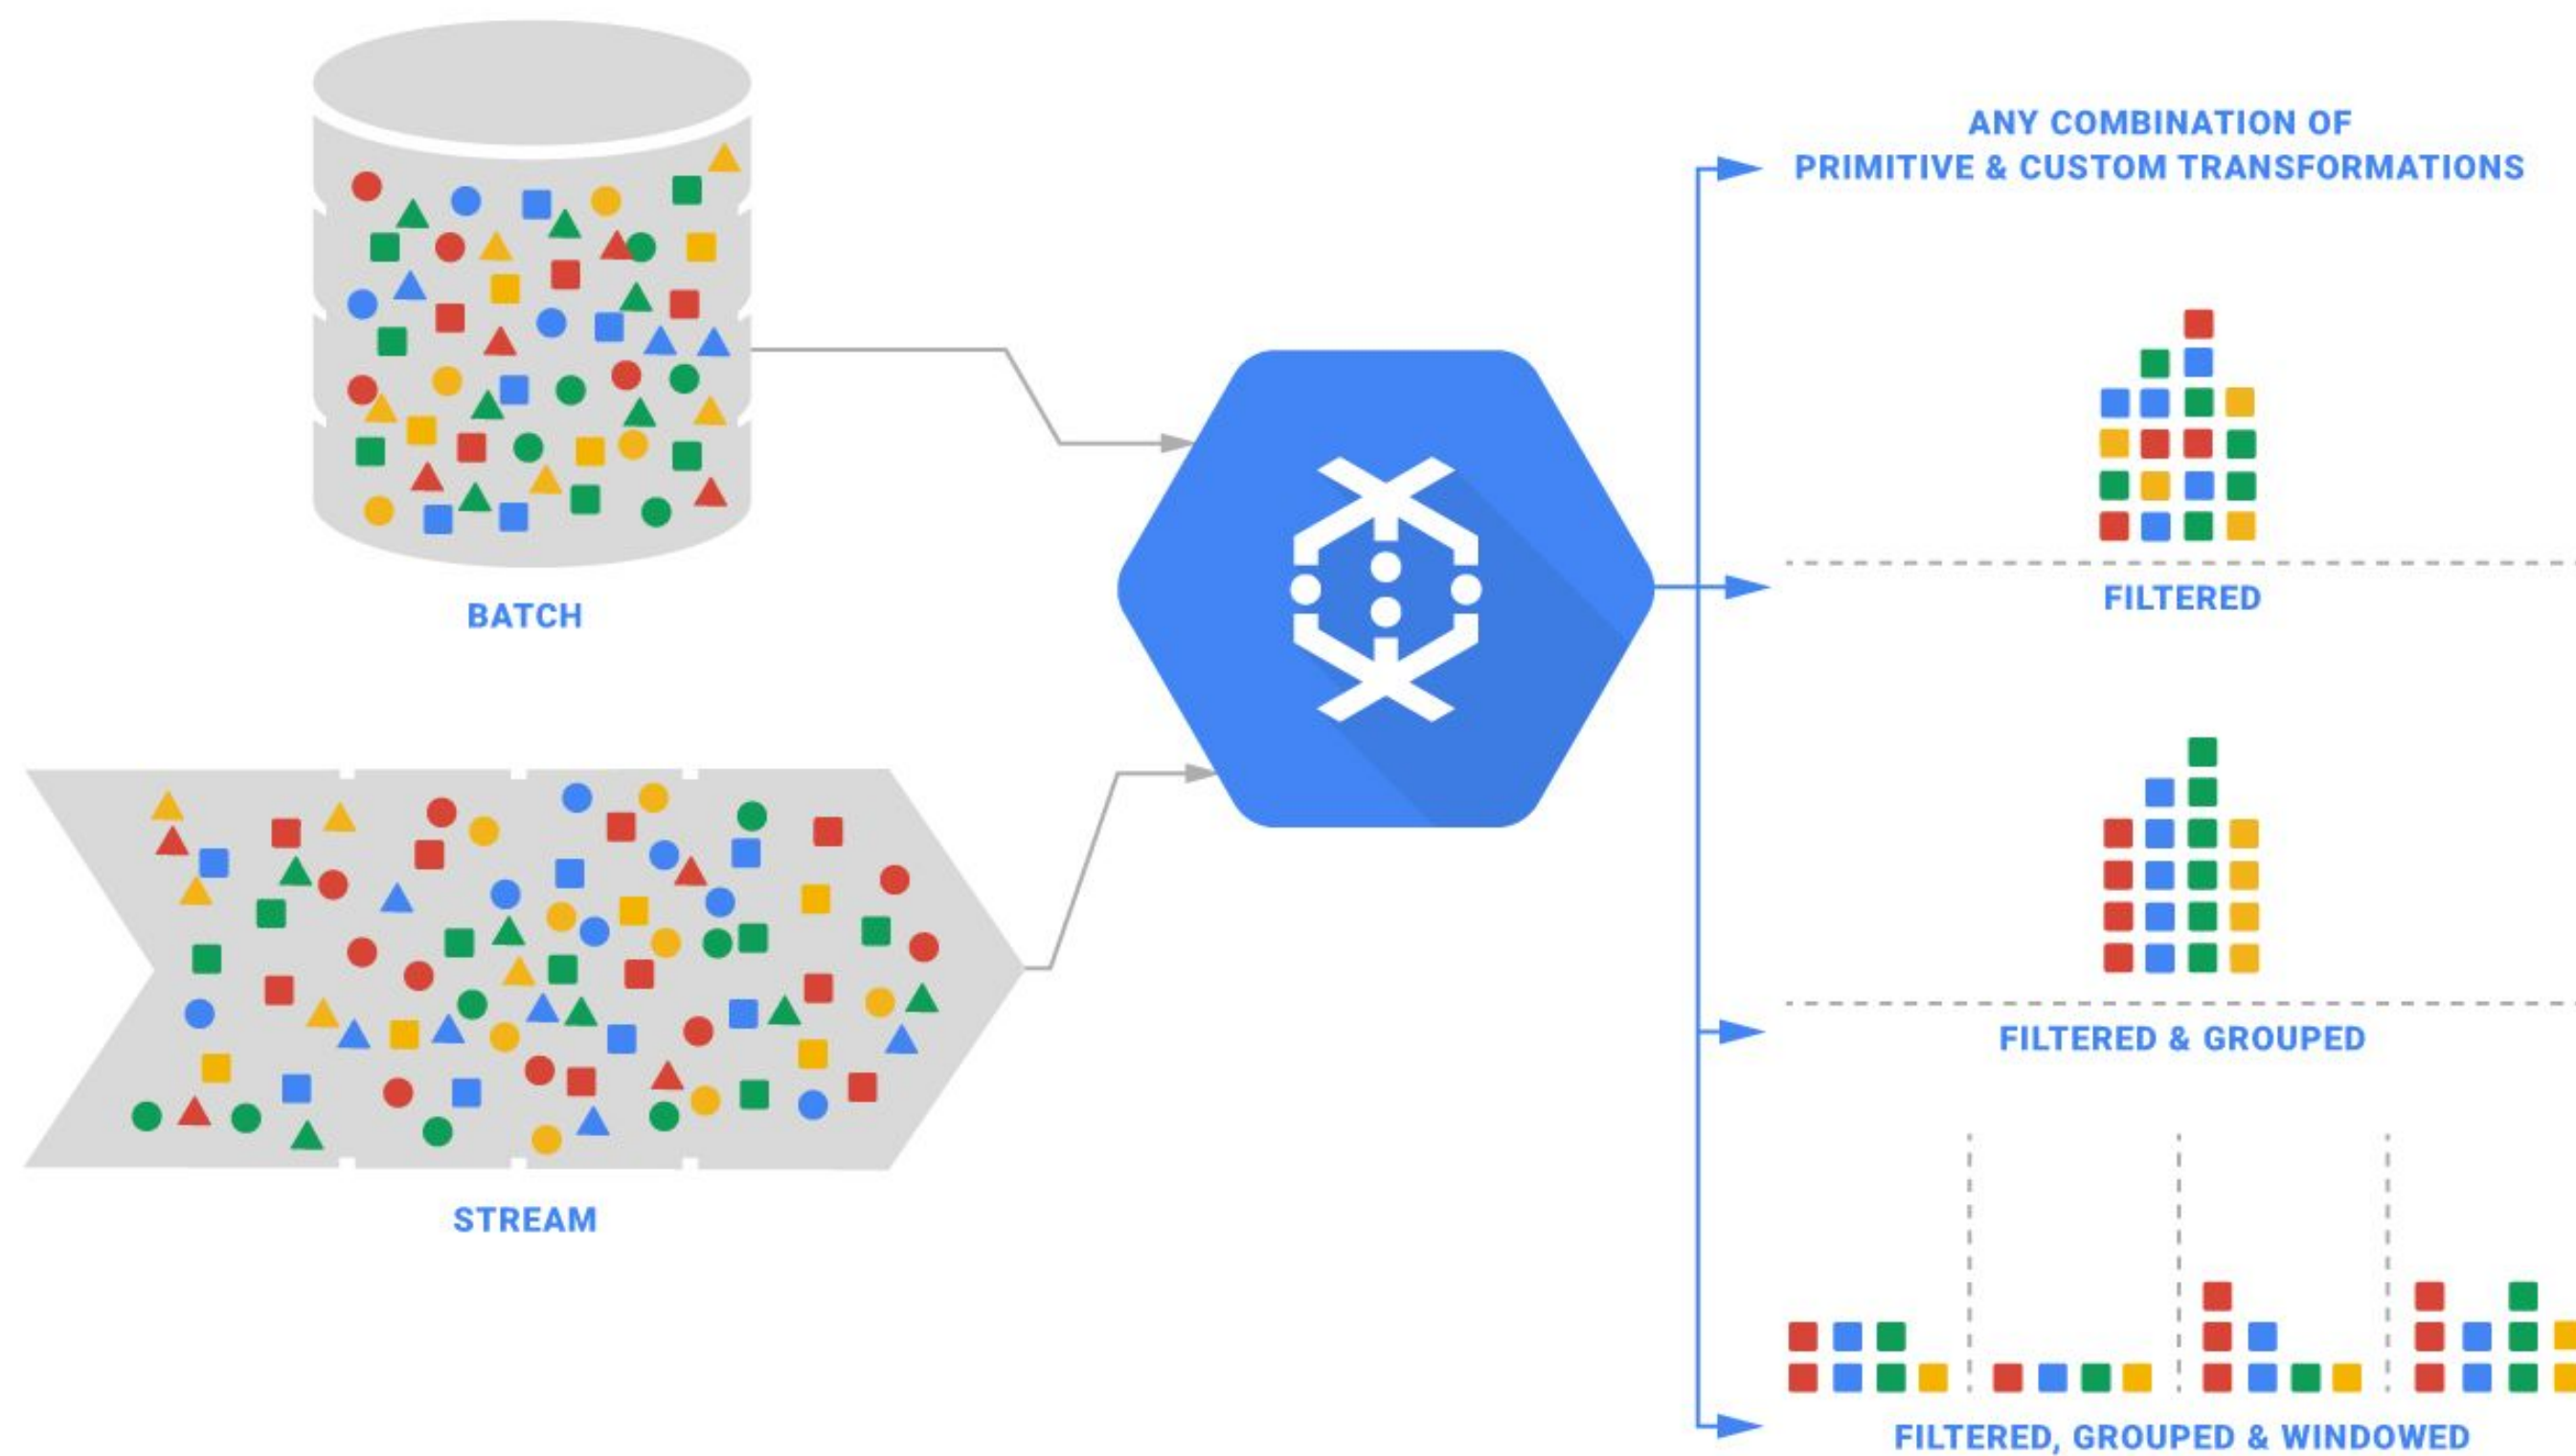 BATCH
STREAM
ANY COMBINATION OF
PRIMITIVE & CUSTOM TRANSFORMATIONS
FILTERED
FILTERED & GROUPED
FILTERED, GROUPED & WINDOWED